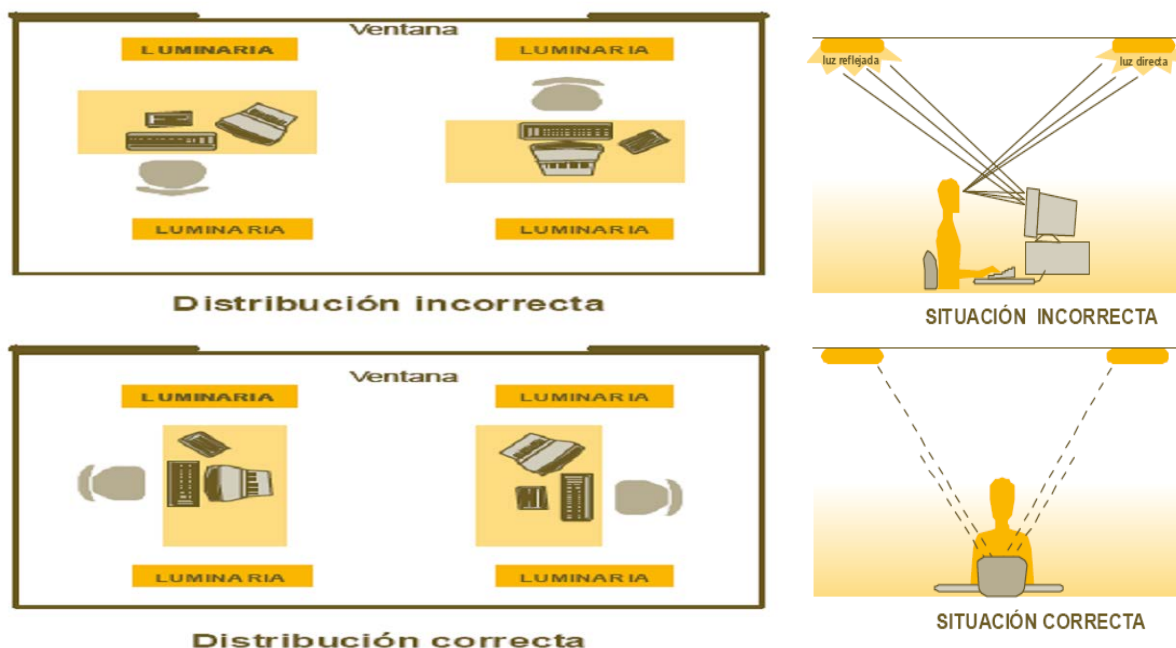 Ventana
LUMINARIA
LUMINARIA
LUMINARIA
LUMINARIA
Distribución incorrecta
luz reflejada
luz directa
SITUACIÓN INCORRECTA
Ventana
LUMINARIA
LUMINARIA
LUMINARIA
LUMINARIA
Distribución correcta
SITUACIÓN CORRECTA